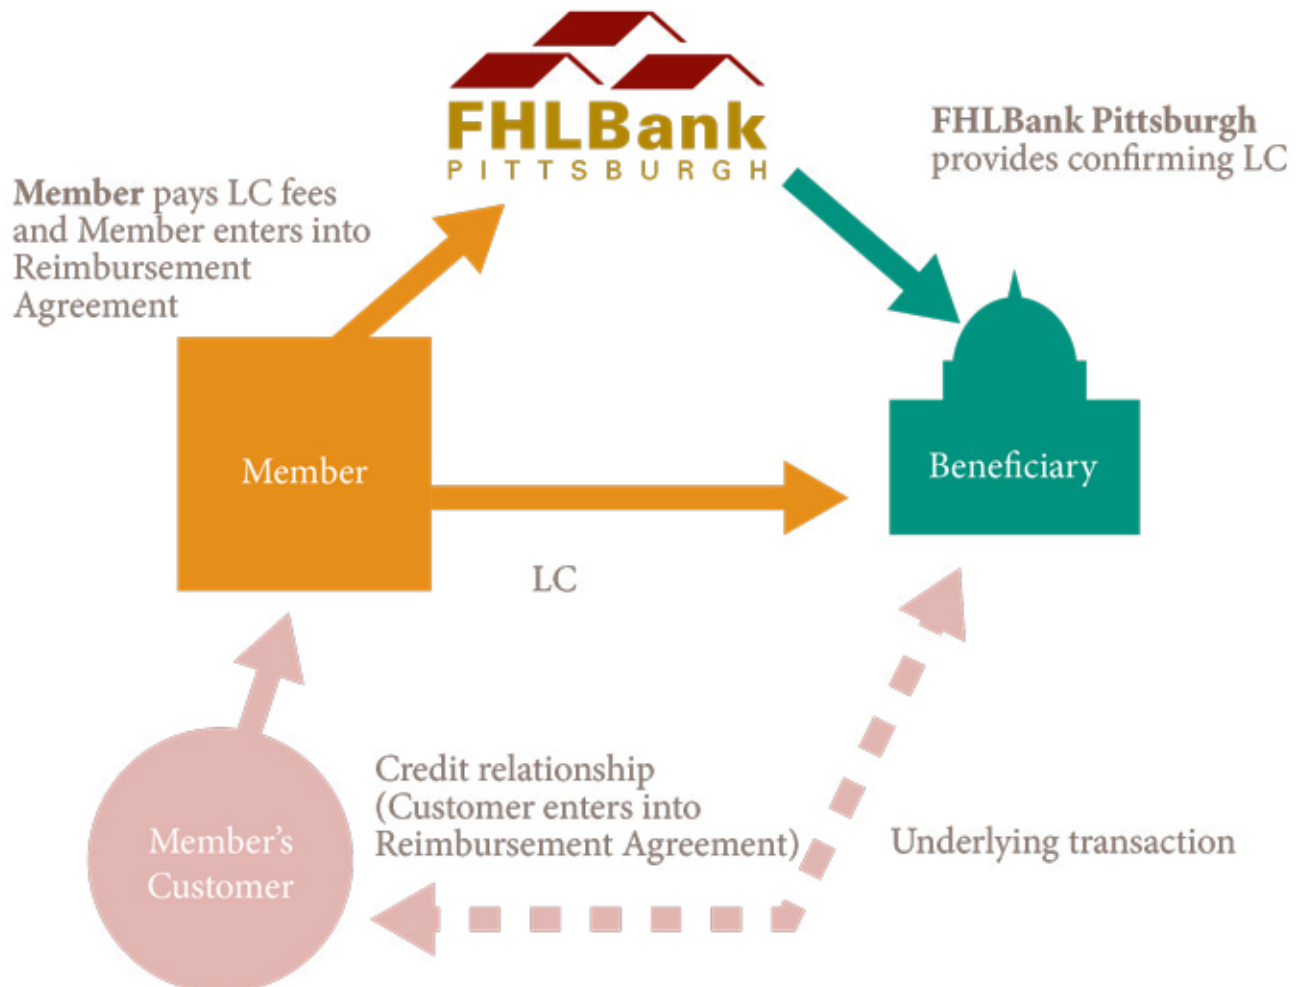 FHLBank
PITTSBURGH
FHLBank Pittsburgh
provides confirming LC
Member pays LC fees
and Member enters into
Reimbursement
Agreement
Member
Beneficiary
LC
Credit relationship
(Customer enters into
Reimbursement Agreement)
Underlying transaction
Member’s
Customer